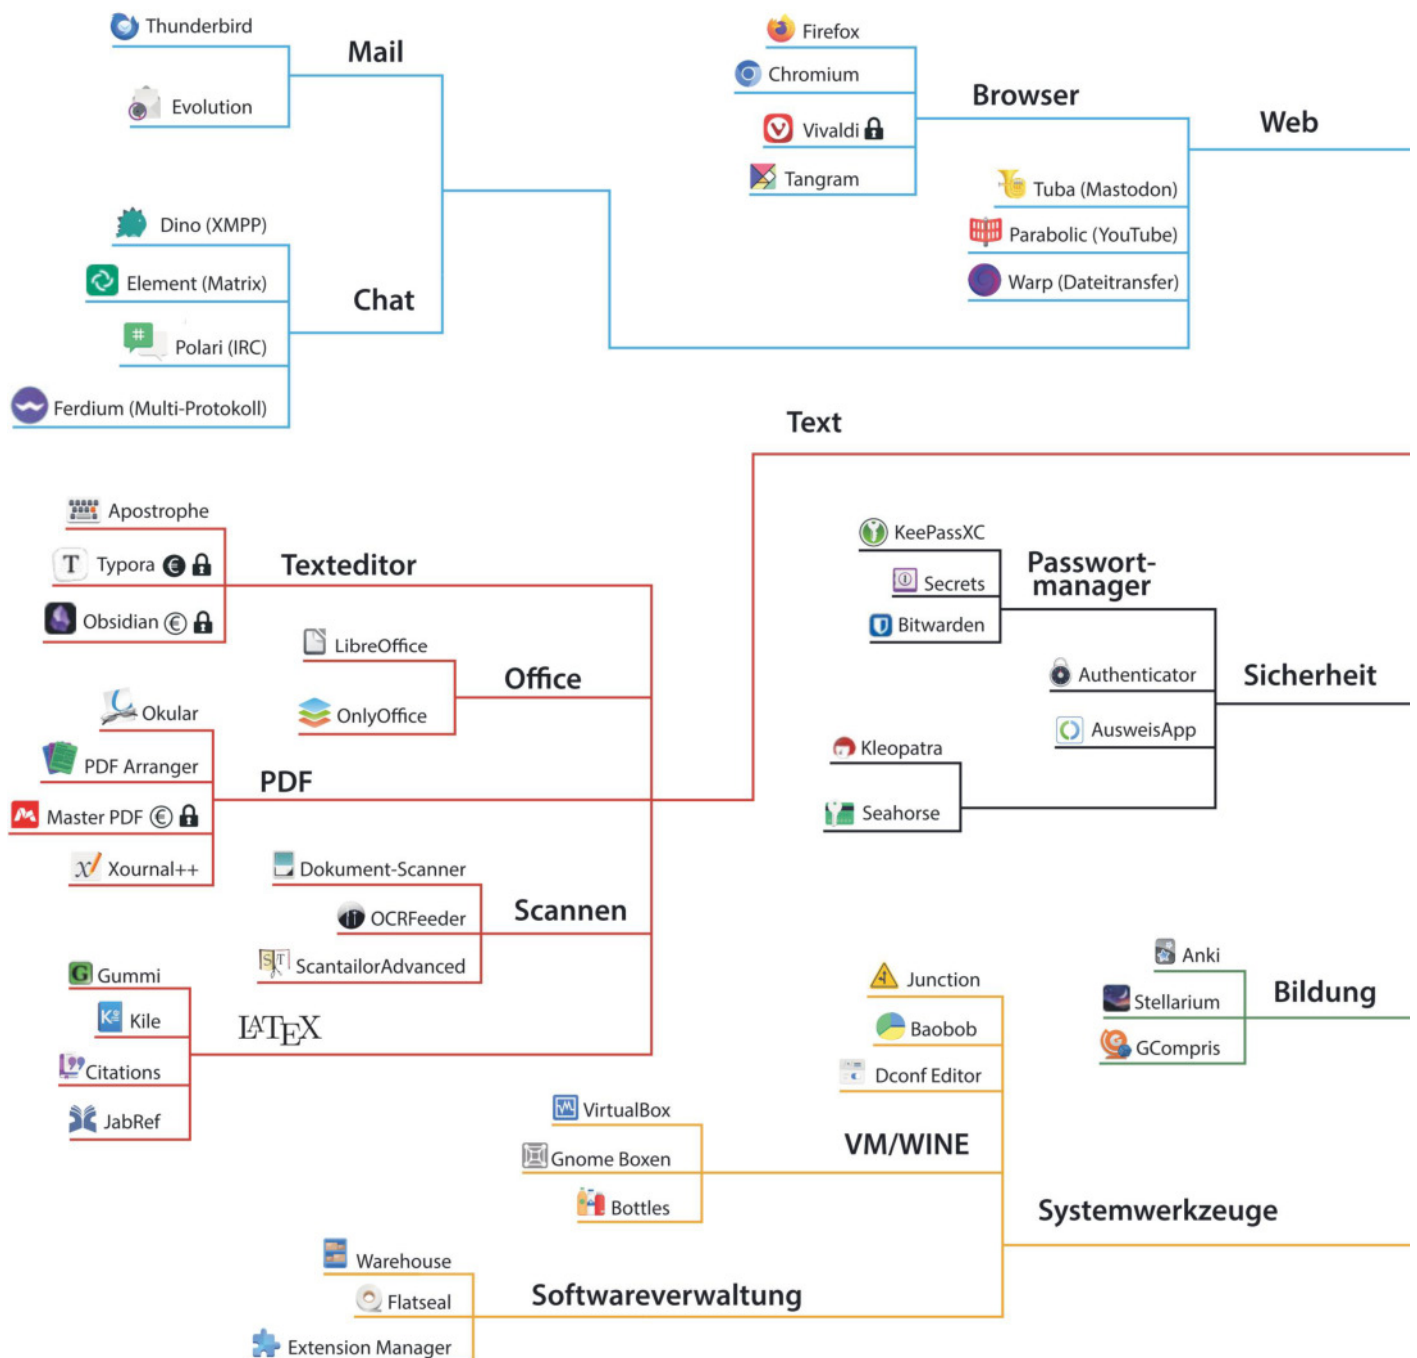 Thunderbird
Mail
Evolution
Dino (XMPP)
Element (Matrix)
Chat
Polari (IRC)
Ferdium (Multi-Protokoll)
Firefox
Chromium
Browser
Vivaldi
Tangram
Web
Tuba (Mastodon)
Parabolic (YouTube)
Warp (Dateitransfer)
Text
Apostrophe
Typora €
Texteditor
Obsidian €
LibreOffice
Office
OnlyOffice
Okular
PDF Arranger
PDF
Master PDF €
Xournal++
Dokument-Scanner
OCRFeeder
Scannen
ScantailorAdvanced
Gummi
Kile
LATEX
Citations
JabRef
KeePassXC
Passwort-
manager
Secrets
Bitwarden
Authenticator
Sicherheit
AusweisApp
Kleopatra
Seahorse
Anki
Stellarium
Bildung
GCompris
Junction
Baobob
Dconf Editor
VirtualBox
VM/WINE
Gnome Boxen
Bottles
Systemwerkzeuge
Warehouse
Flatseal
Softwareverwaltung
Extension Manager